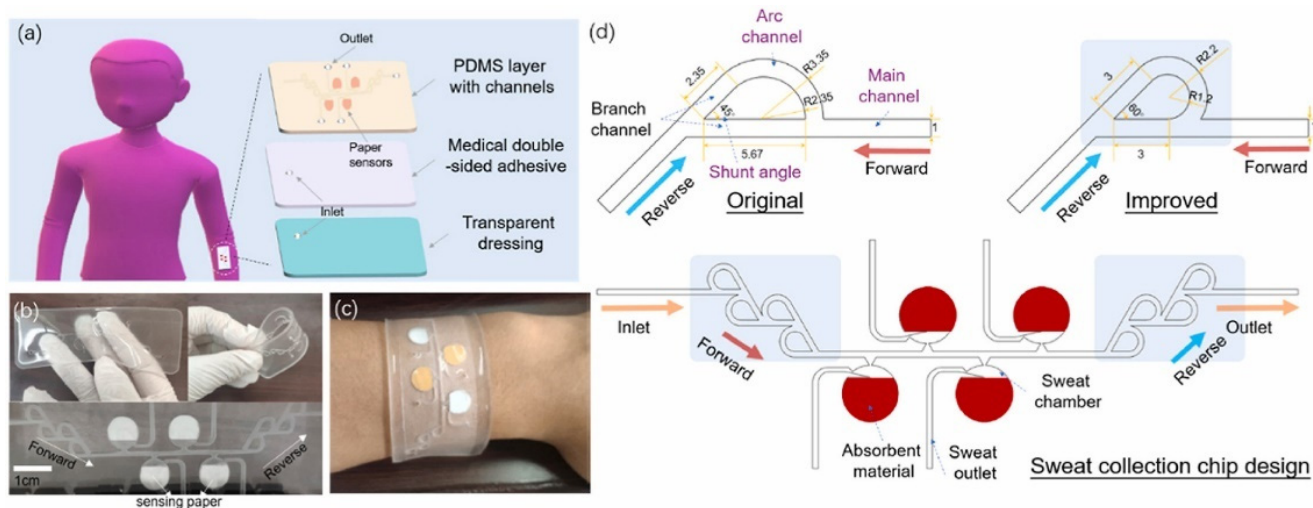 (a)
Outlet
PDMS layer
with channels
Paper
sensors
Medical double
-sided adhesive
Inlet
Transparent
dressing
(b)
Forward
Reverse
1cm
sensing paper
(c)
(d)
Arc
channel
2.35
R3.35
Main
channel
Branch
channel
45°
R2.35
1
5.67
Shunt angle
Forward
Reverse
Original
3
R2.2
R1.2
60°
3
Forward
Reverse
Improved
Inlet
Forward
Outlet
Reverse
Sweat
chamber
Absorbent
material
Sweat
outlet
Sweat collection chip design